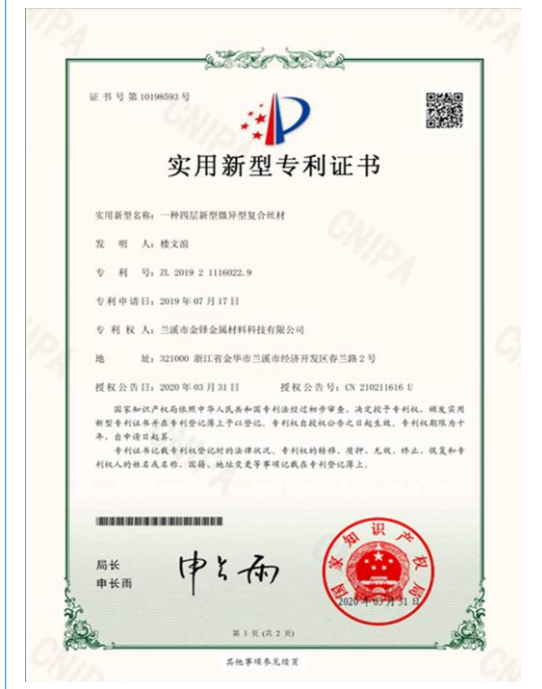 证书号第10198593号
实用新型专利证书
实用新型名称：一种四层新型微异型复合丝材
发 明 人：楼文浪
专 利 号：ZL 2019 2 1116022.9
专利申请日：2019年07月17日
专 利 权 人：兰溪市金铎金属材料科技有限公司
地 址：321000 浙江省金华市兰溪市经济开发区春兰路2号
授权公告日：2020年03月31日 授权公告号：CN 210211616 U
国家知识产权局依照中华人民共和国专利法经过初步审查，决定授予专利权，颁发实用
新型专利证书并在专利登记簿上予以登记。专利权自授权公告之日起生效。专利权期限为十
年，自申请日起算。
专利证书记载专利权登记时的法律状况。专利权的转移、质押、无效、终止、恢复和专
利权人的姓名或名称、国籍、地址变更等事项记载在专利登记簿上。
局长
申长雨
申长雨
国家知识产权局
2020年03月31日
第 1 页 (共 2 页)
其他事项参见续页
CNIPA
CNIPA
CNIPA
CNIPA